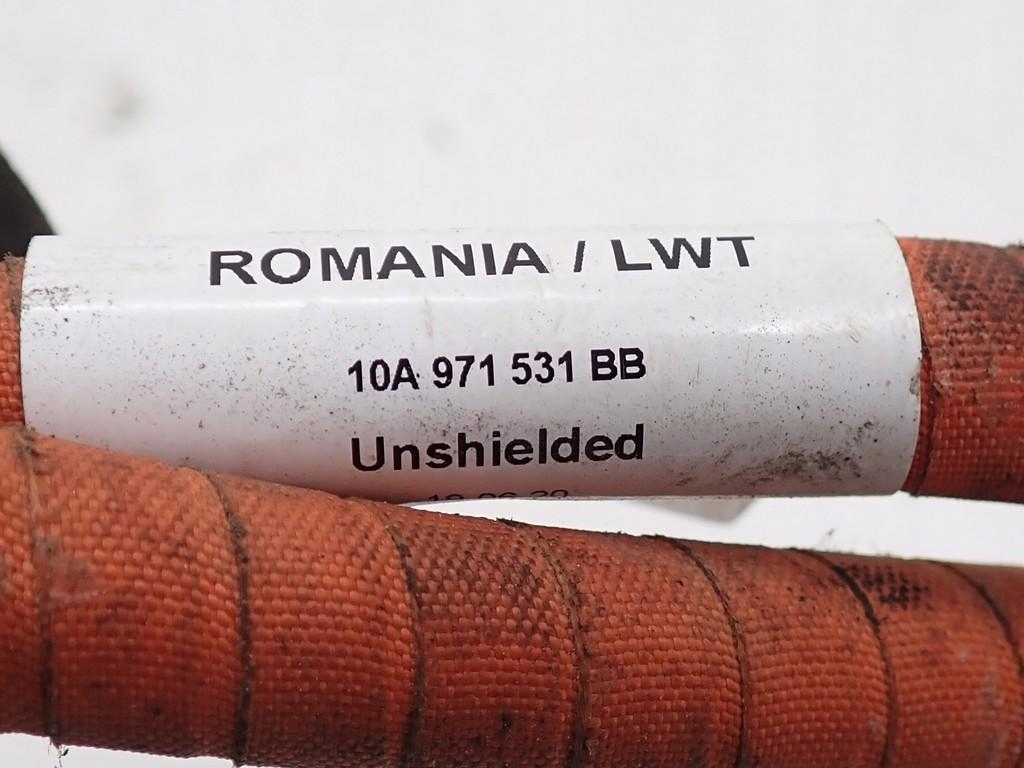 ROMANIA / LWT
10A 971 531 BB
Unshielded